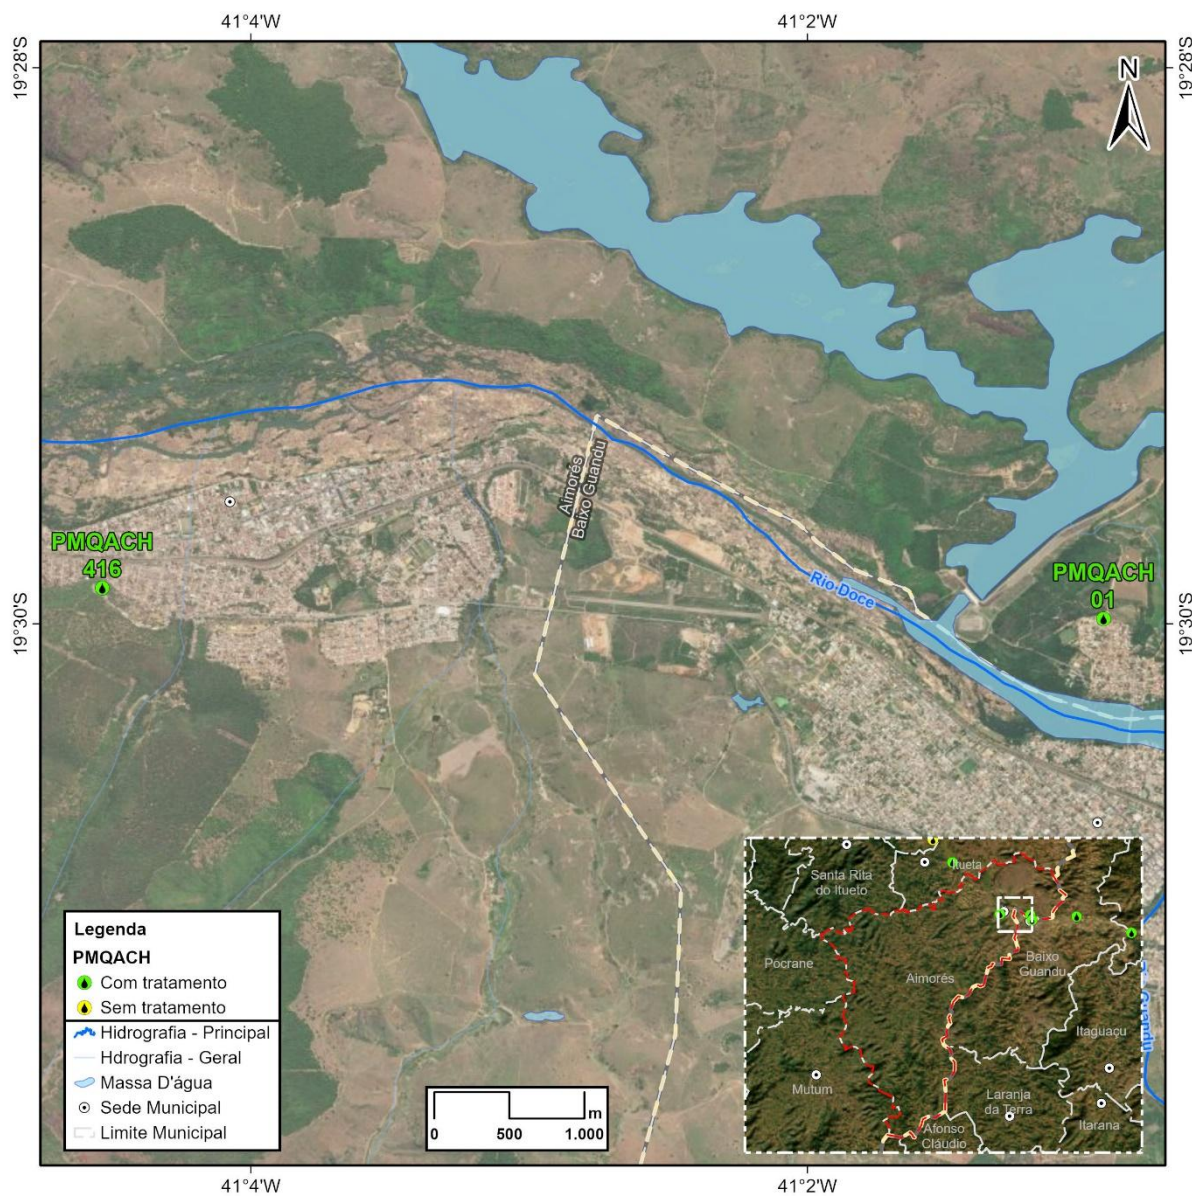 41°4'W
41°2'W
19°28'S
19°28'S
N
Aimorés
Baixo Guandu
PMQACH
416
Rio Doce
PMQACH
01
19°30'S
19°30'S
Legenda
PMQACH
Com tratamento
Sem tratamento
Hidrografia - Principal
Hdrografia - Geral
Massa D'água
Sede Municipal
Limite Municipal
m
0
500
1.000
Santa Rita
do Itueto
Itueta
Pocrane
Aimorés
Baixo
Guandu
Itaguaçu
Mutum
Laranja
da Terra
Afonso
Cláudio
Itarana
Guandu
41°4'W
41°2'W